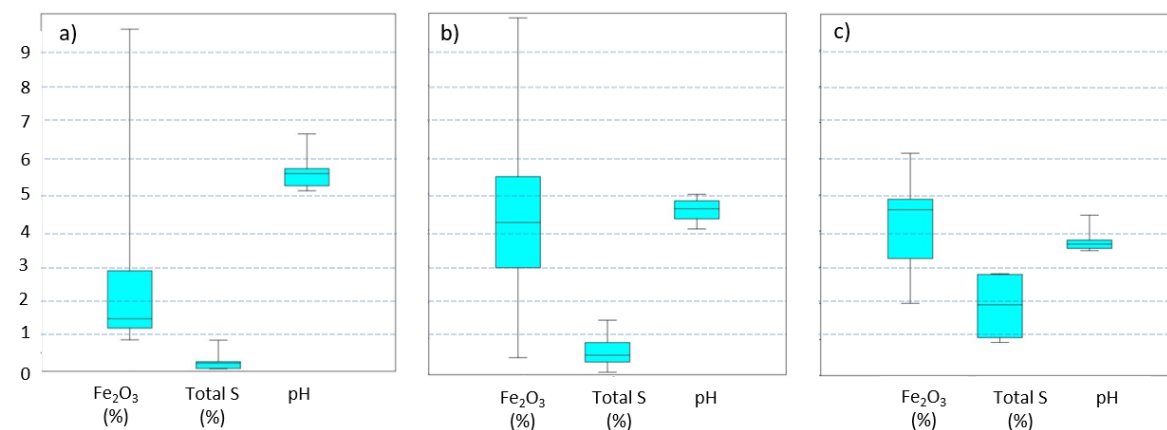 a)
b)
c)
9
8
7
6
5
4
3
2
1
0
Fe₂O₃ Total S pH
(%) (%)
Fe₂O₃ Total S pH
(%) (%)
Fe₂O₃ Total S pH
(%) (%)